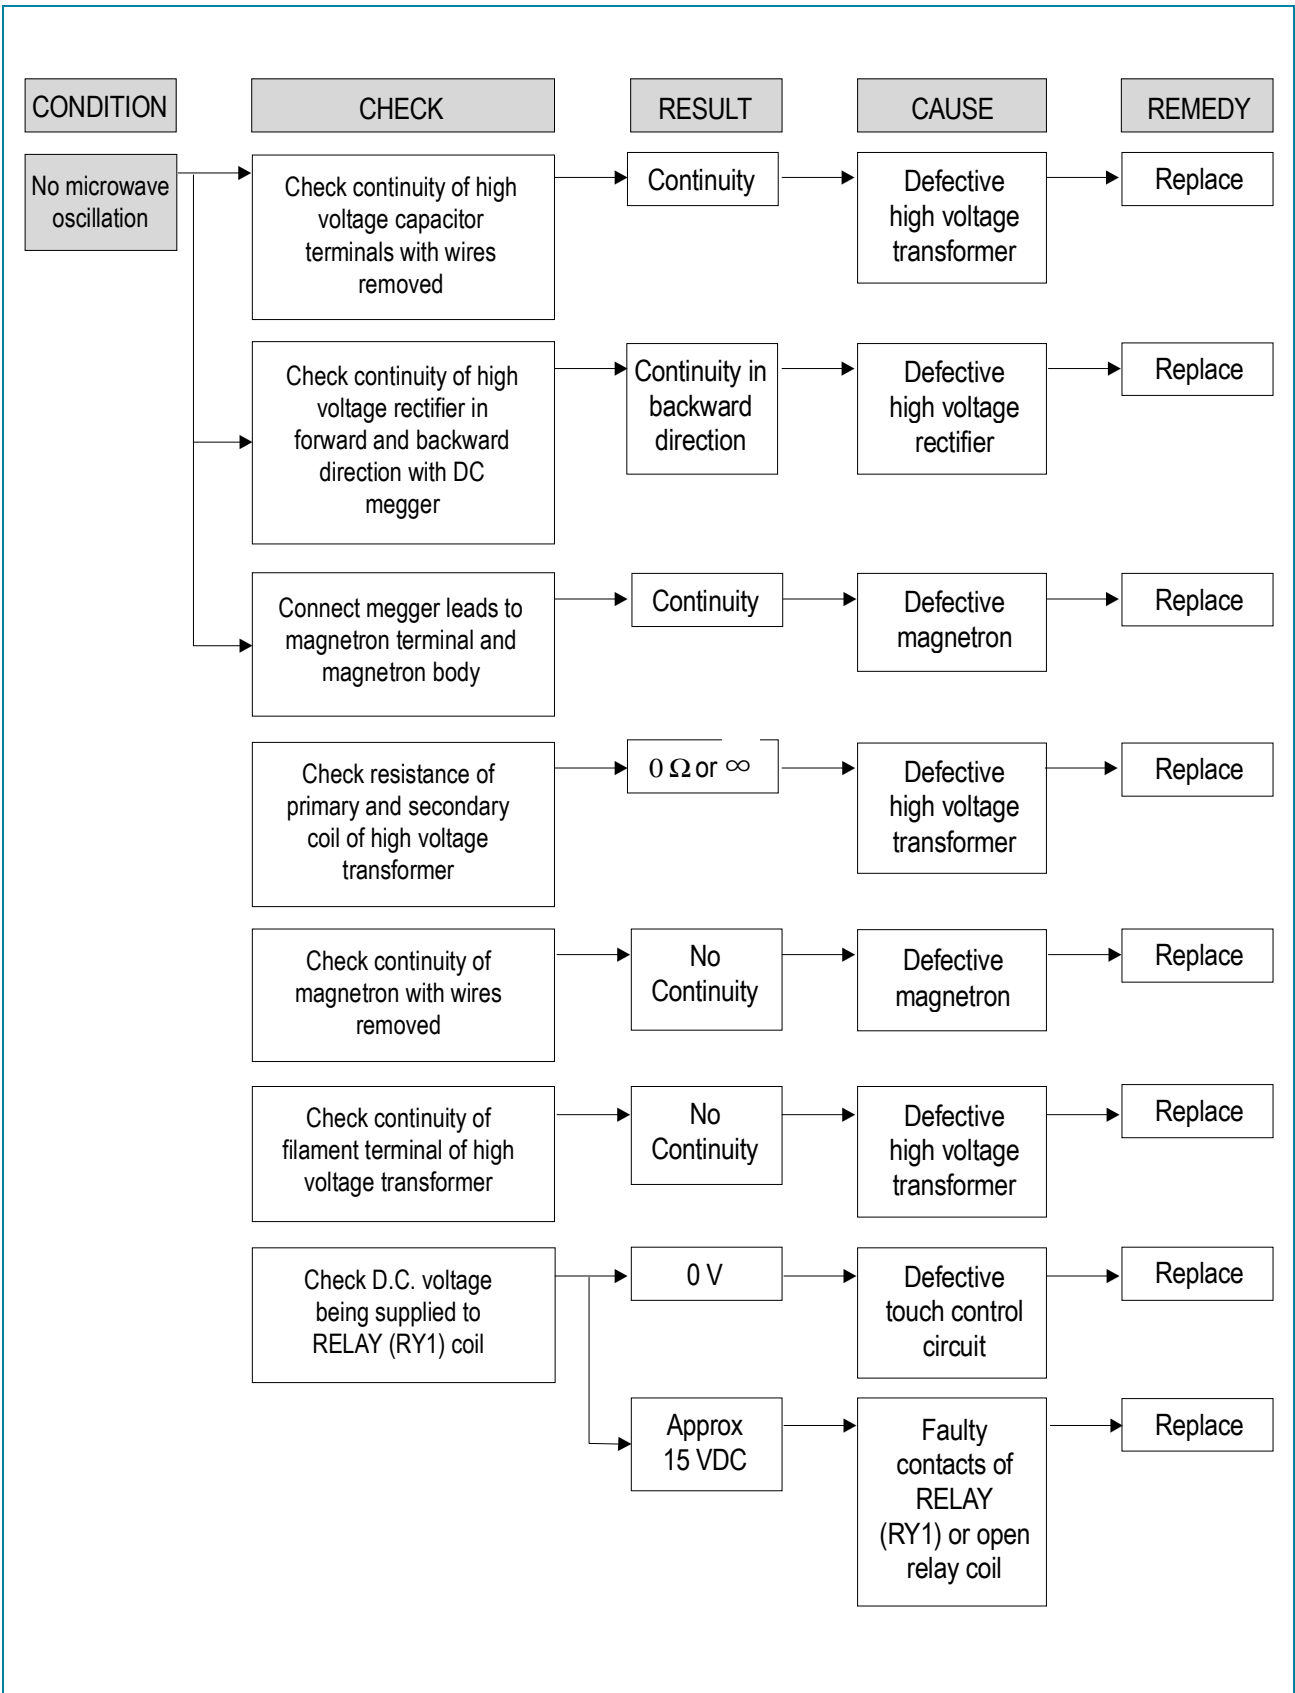 CONDITION
CHECK
RESULT
CAUSE
REMEDY
No microwave
oscillation
Check continuity of high
voltage capacitor
terminals with wires
removed
Continuity
Defective
high voltage
transformer
Replace
Check continuity of high
voltage rectifier in
forward and backward
direction with DC
megger
Continuity in
backward
direction
Defective
high voltage
rectifier
Replace
Connect megger leads to
magnetron terminal and
magnetron body
Continuity
Defective
magnetron
Replace
Check resistance of
primary and secondary
coil of high voltage
transformer
0 Ω or ∞
Defective
high voltage
transformer
Replace
Check continuity of
magnetron with wires
removed
No
Continuity
Defective
magnetron
Replace
Check continuity of
filament terminal of high
voltage transformer
No
Continuity
Defective
high voltage
transformer
Replace
Check D.C. voltage
being supplied to
RELAY (RY1) coil
0 V
Defective
touch control
circuit
Replace
Approx
15 VDC
Faulty
contacts of
RELAY
(RY1) or open
relay coil
Replace